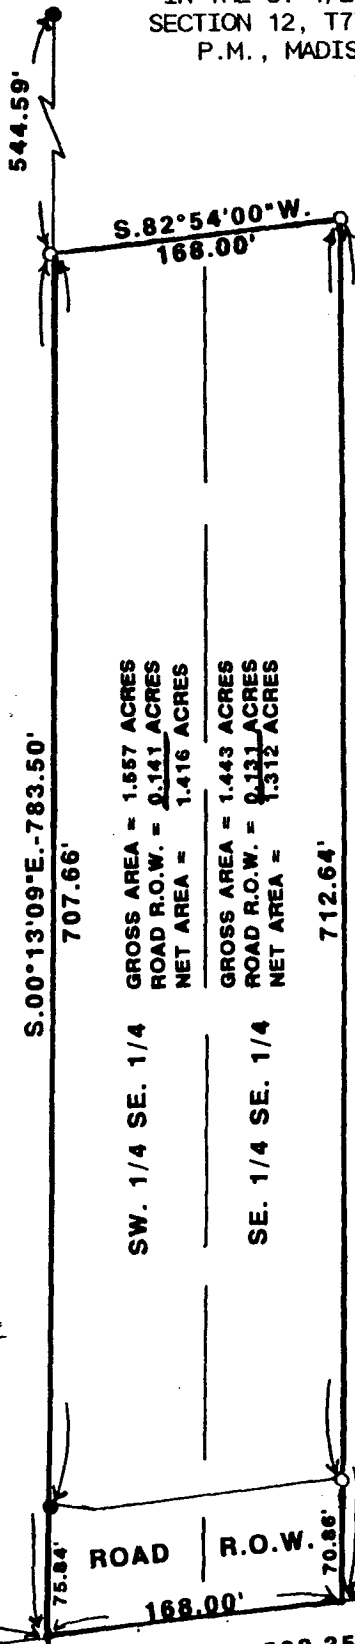 SECTION 12, T7
P.M., MADIS
544.59'
S.82°54'00"W.
168.00'
S.00°13'09"E.-783.50'
707.66'
SW. 1/4 SE. 1/4
GROSS AREA = 1.557 ACRES
ROAD R.O.W. = 0.141 ACRES
NET AREA = 1.416 ACRES
SE. 1/4 SE. 1/4
GROSS AREA = 1.443 ACRES
ROAD R.O.W. = 0.131 ACRES
NET AREA = 1.312 ACRES
712.64'
75.84'
ROAD
R.O.W.
70.86'
168.00'